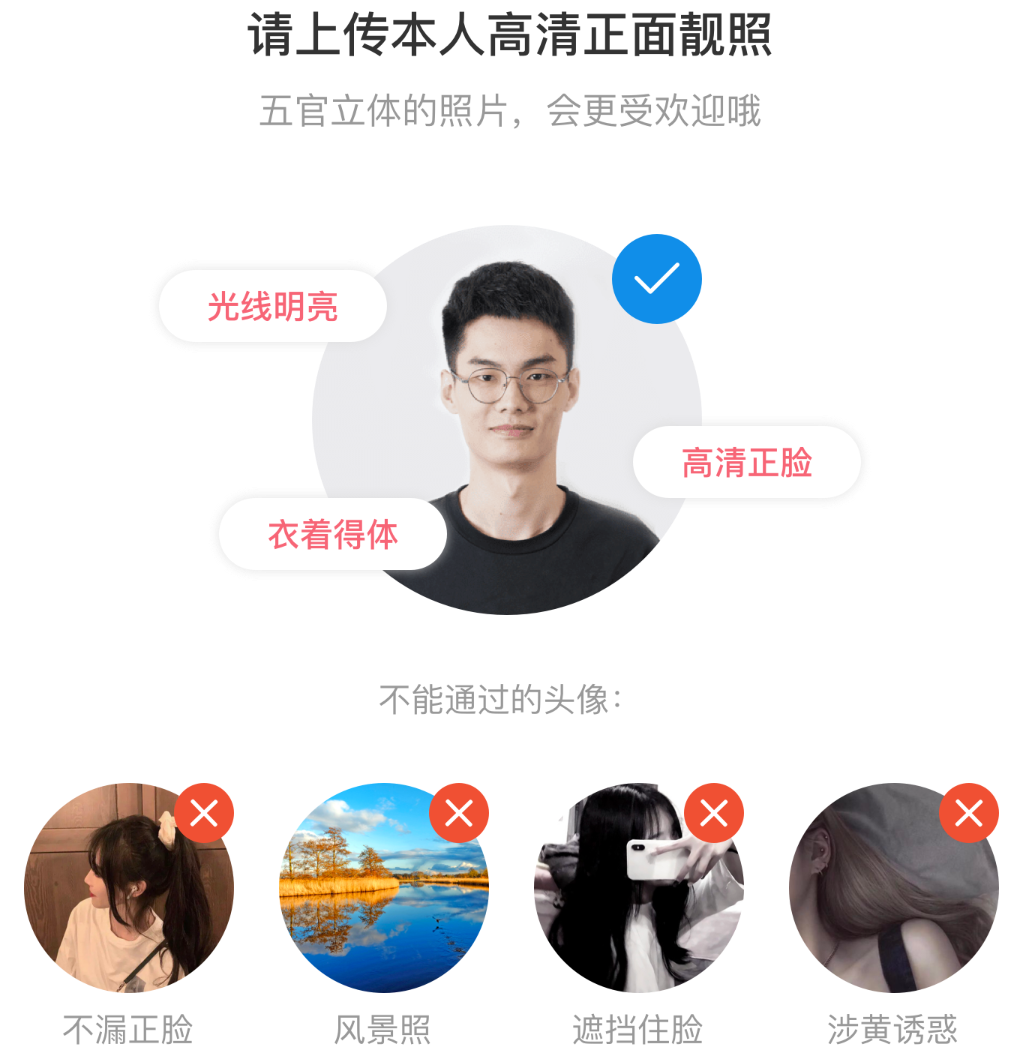 请上传本人高清正面靓照
五官立体的照片，会更受欢迎哦
光线明亮
高清正脸
衣着得体
不能通过的头像：
不漏正脸
风景照
遮挡住脸
涉黄诱惑